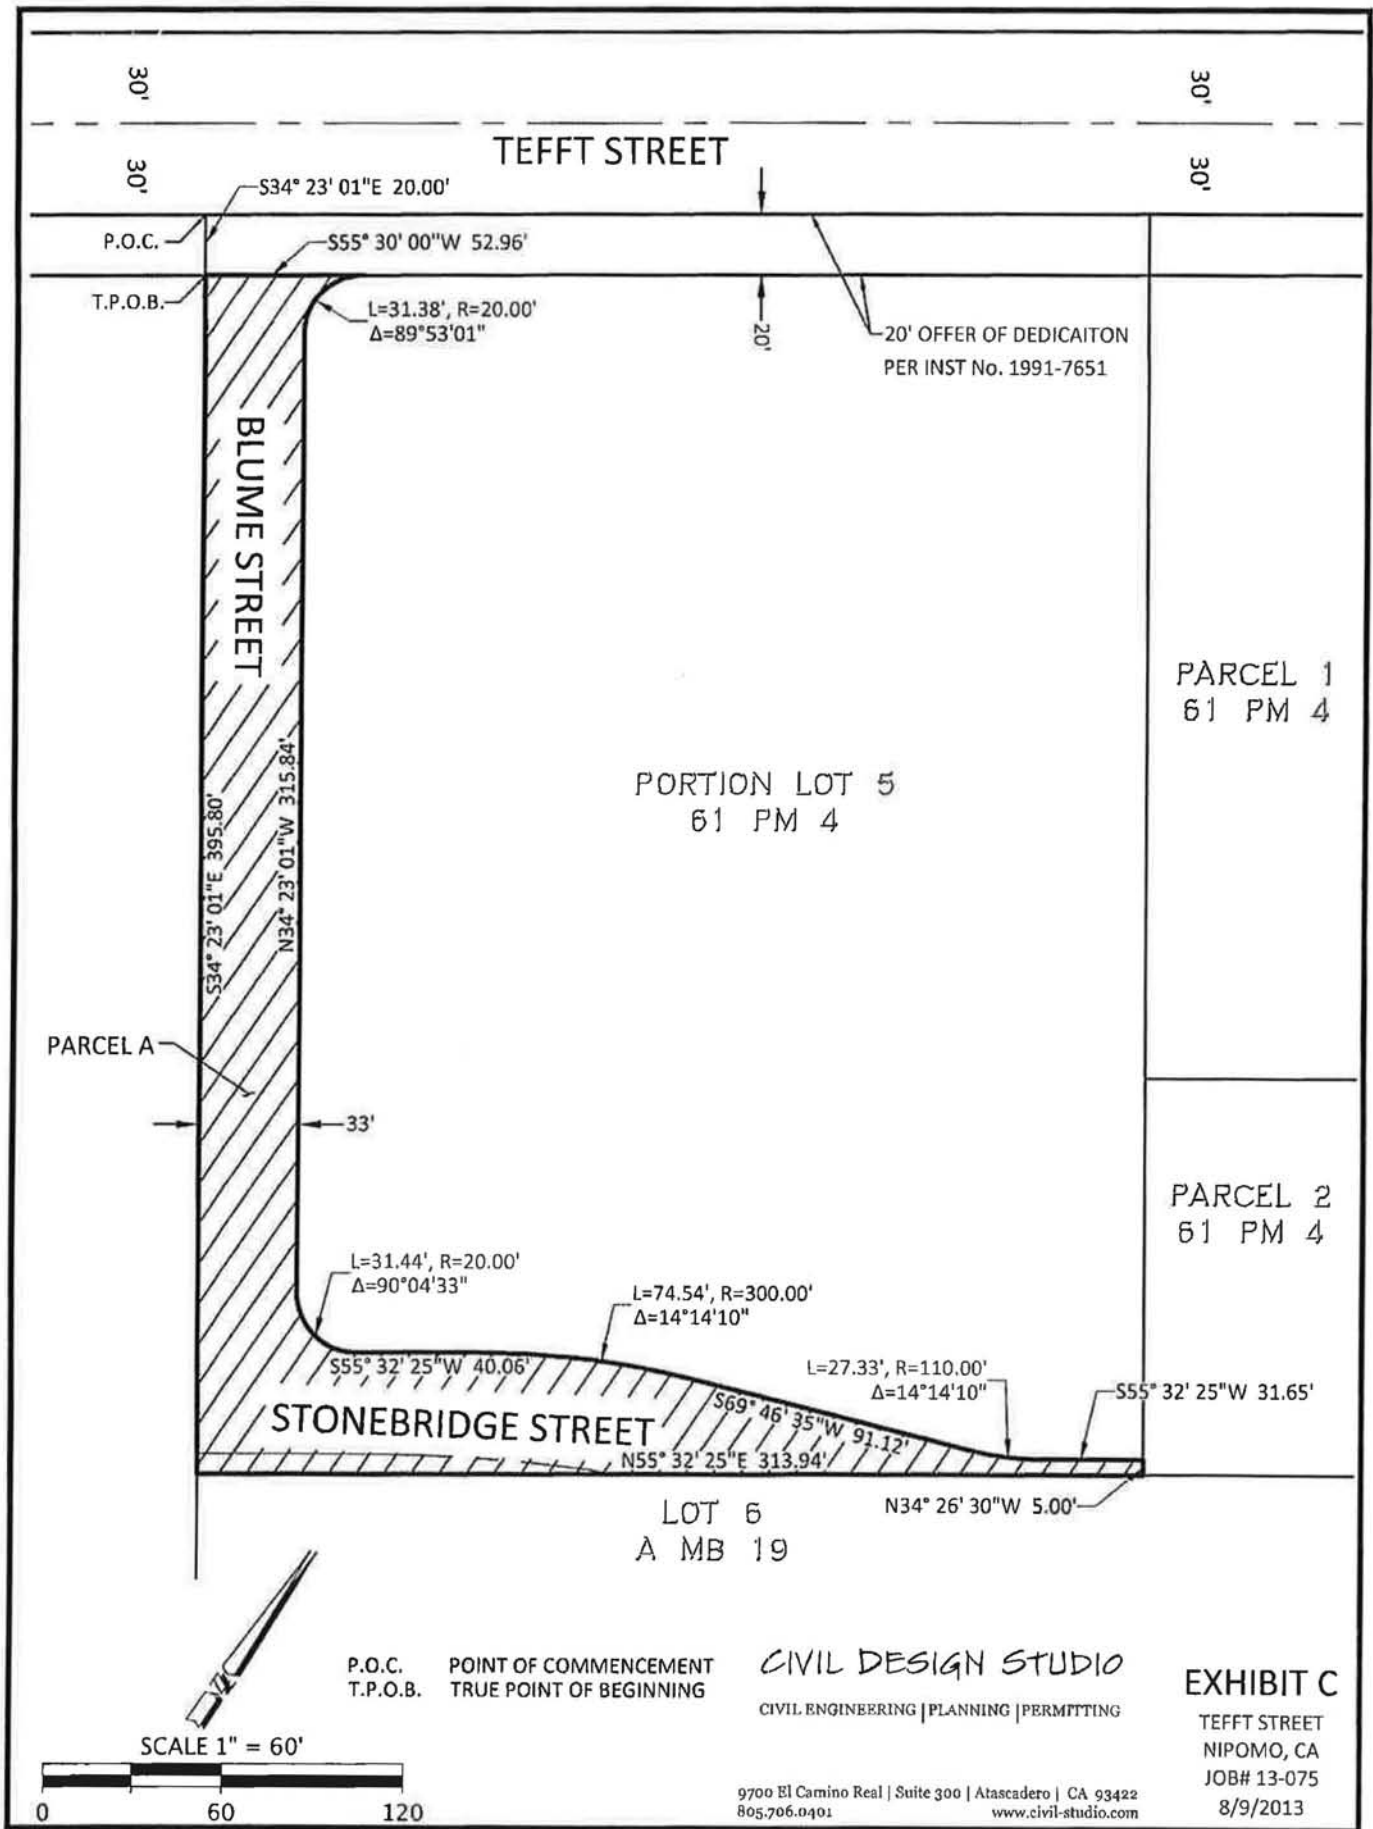 30'
30'
TEFFT STREET
30'
30'
S34° 23' 01"E 20.00'
P.O.C.
S55° 30' 00"W 52.96'
T.P.O.B.
L=31.38', R=20.00'
Δ=89°53'01"
20'
20' OFFER OF DEDICAITON
PER INST No. 1991-7651
BLUME STREET
PARCEL 1
61 PM 4
PORTION LOT 5
61 PM 4
S34° 23' 01"E 395.80'
N34° 23' 01"W 315.84'
PARCEL A
33'
PARCEL 2
61 PM 4
L=31.44', R=20.00'
Δ=90°04'33"
L=74.54', R=300.00'
Δ=14°14'10"
S55° 32' 25"W 40.06'
L=27.33', R=110.00'
Δ=14°14'10"
S55° 32' 25"W 31.65'
STONEBRIDGE STREET
S69° 46' 35"W 91.12'
N55° 32' 25"E 313.94'
N34° 26' 30"W 5.00'
LOT 6
A MB 19
N
P.O.C. POINT OF COMMENCEMENT
T.P.O.B. TRUE POINT OF BEGINNING
CIVIL DESIGN STUDIO
CIVIL ENGINEERING | PLANNING | PERMITTING
SCALE 1" = 60'
0 60 120
9700 El Camino Real | Suite 300 | Atascadero | CA 93422
805.706.0401 www.civil-studio.com
EXHIBIT C
TEFFT STREET
NIPOMO, CA
JOB# 13-075
8/9/2013